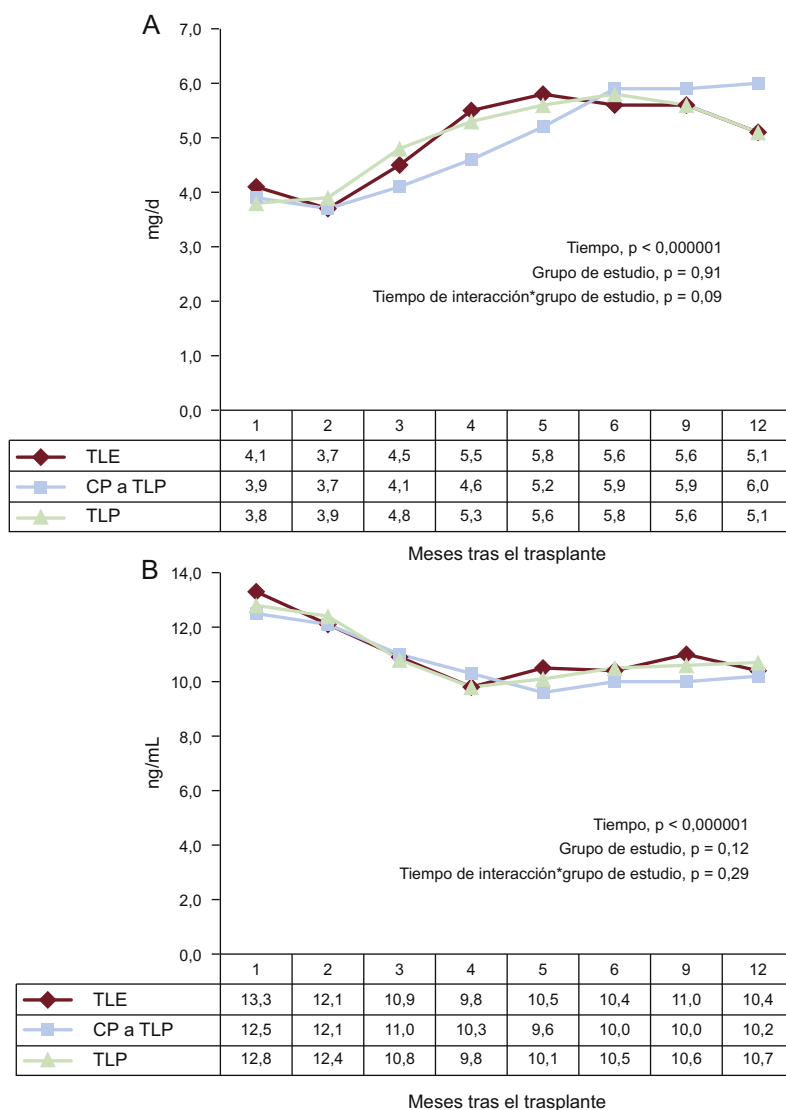 A
7,0
6,0
5,0
4,0
3,0
2,0
1,0
0,0
mg/d
Tiempo, p < 0,000001
Grupo de estudio, p = 0,91
Tiempo de interacción*grupo de estudio, p = 0,09
1 2 3 4 5 6 9 12
TLE 4,1 3,7 4,5 5,5 5,8 5,6 5,6 5,1
CP a TLP 3,9 3,7 4,1 4,6 5,2 5,9 5,9 6,0
TLP 3,8 3,9 4,8 5,3 5,6 5,8 5,6 5,1
Meses tras el trasplante
B
14,0
12,0
10,0
8,0
6,0
4,0
2,0
0,0
ng/mL
Tiempo, p < 0,000001
Grupo de estudio, p = 0,12
Tiempo de interacción*grupo de estudio, p = 0,29
1 2 3 4 5 6 9 12
TLE 13,3 12,1 10,9 9,8 10,5 10,4 11,0 10,4
CP a TLP 12,5 12,1 11,0 10,3 9,6 10,0 10,0 10,2
TLP 12,8 12,4 10,8 9,8 10,1 10,5 10,6 10,7
Meses tras el trasplante